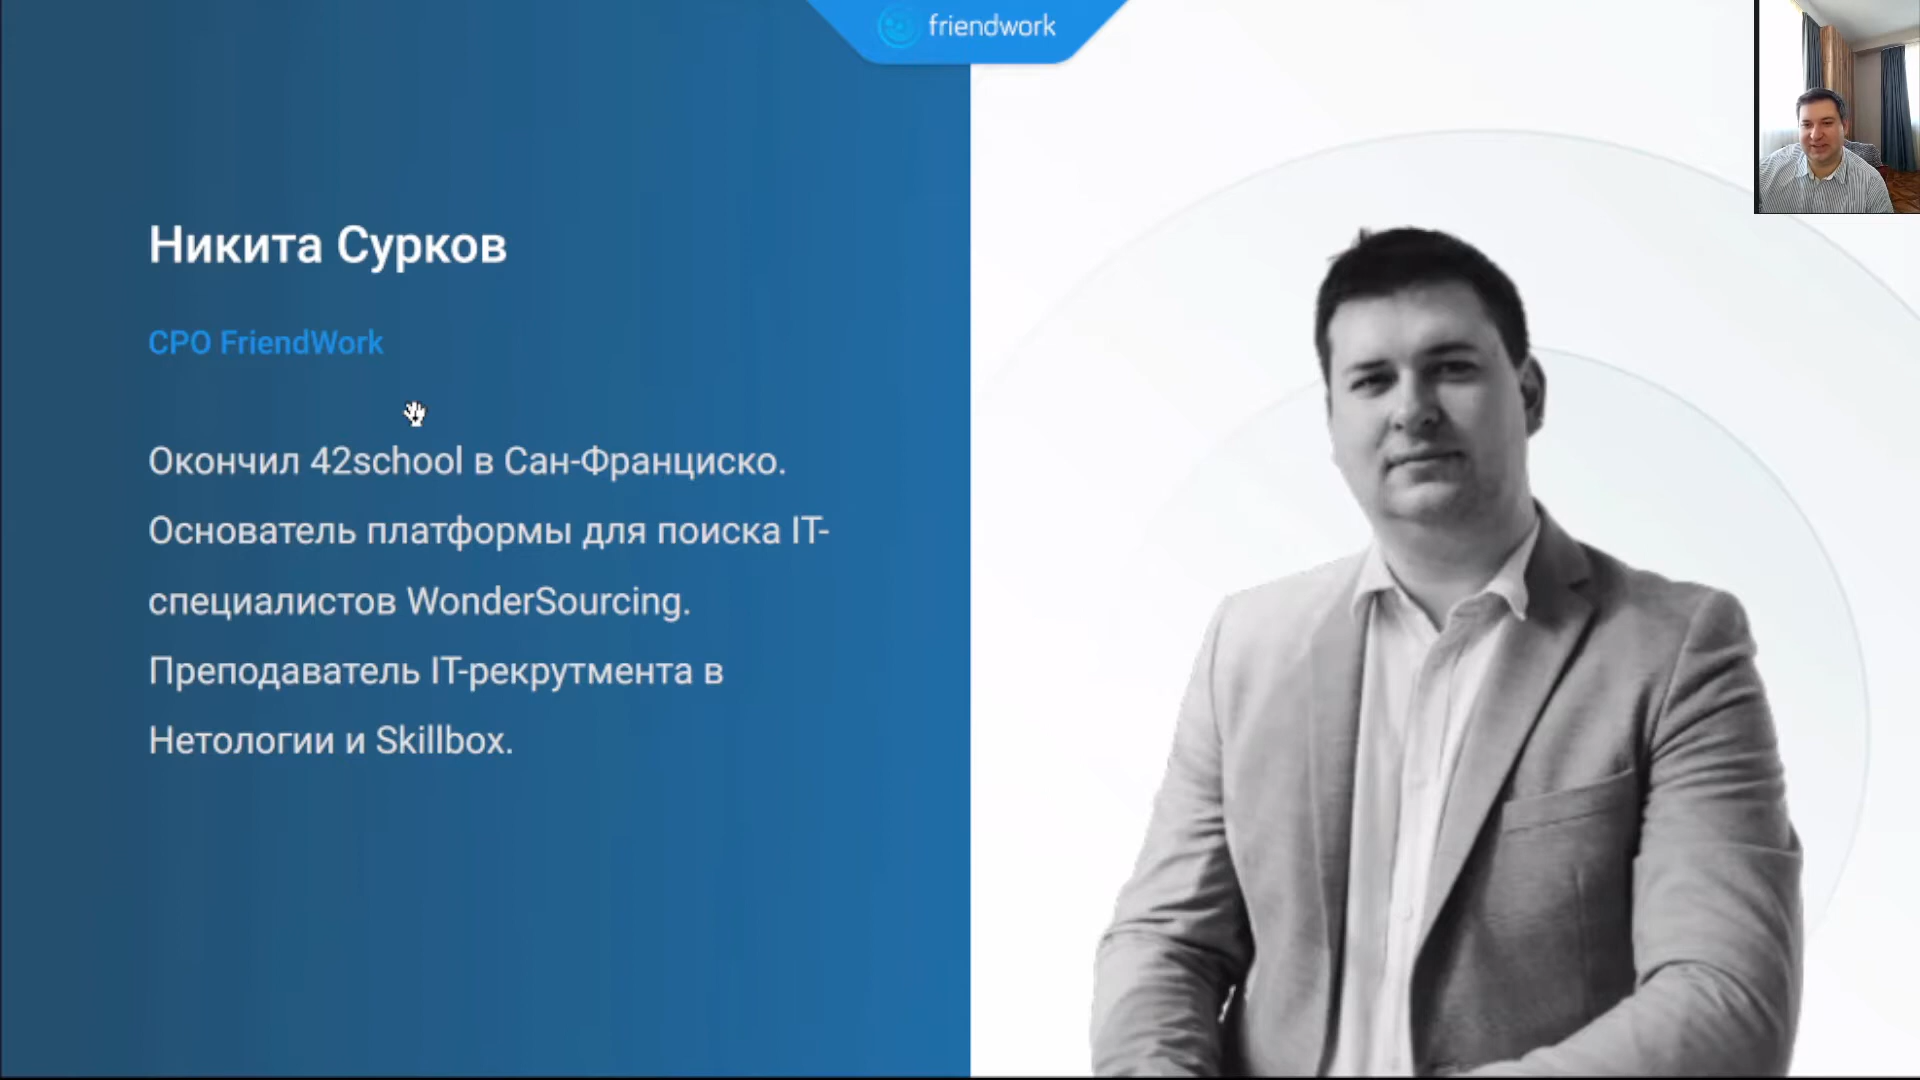 friendwork
Никита Сурков
CPO FriendWork
Окончил 42school в Сан-Франциско.
Основатель платформы для поиска IT-
специалистов WonderSourcing.
Преподаватель IT-рекрутмента в
Нетологии и Skillbox.